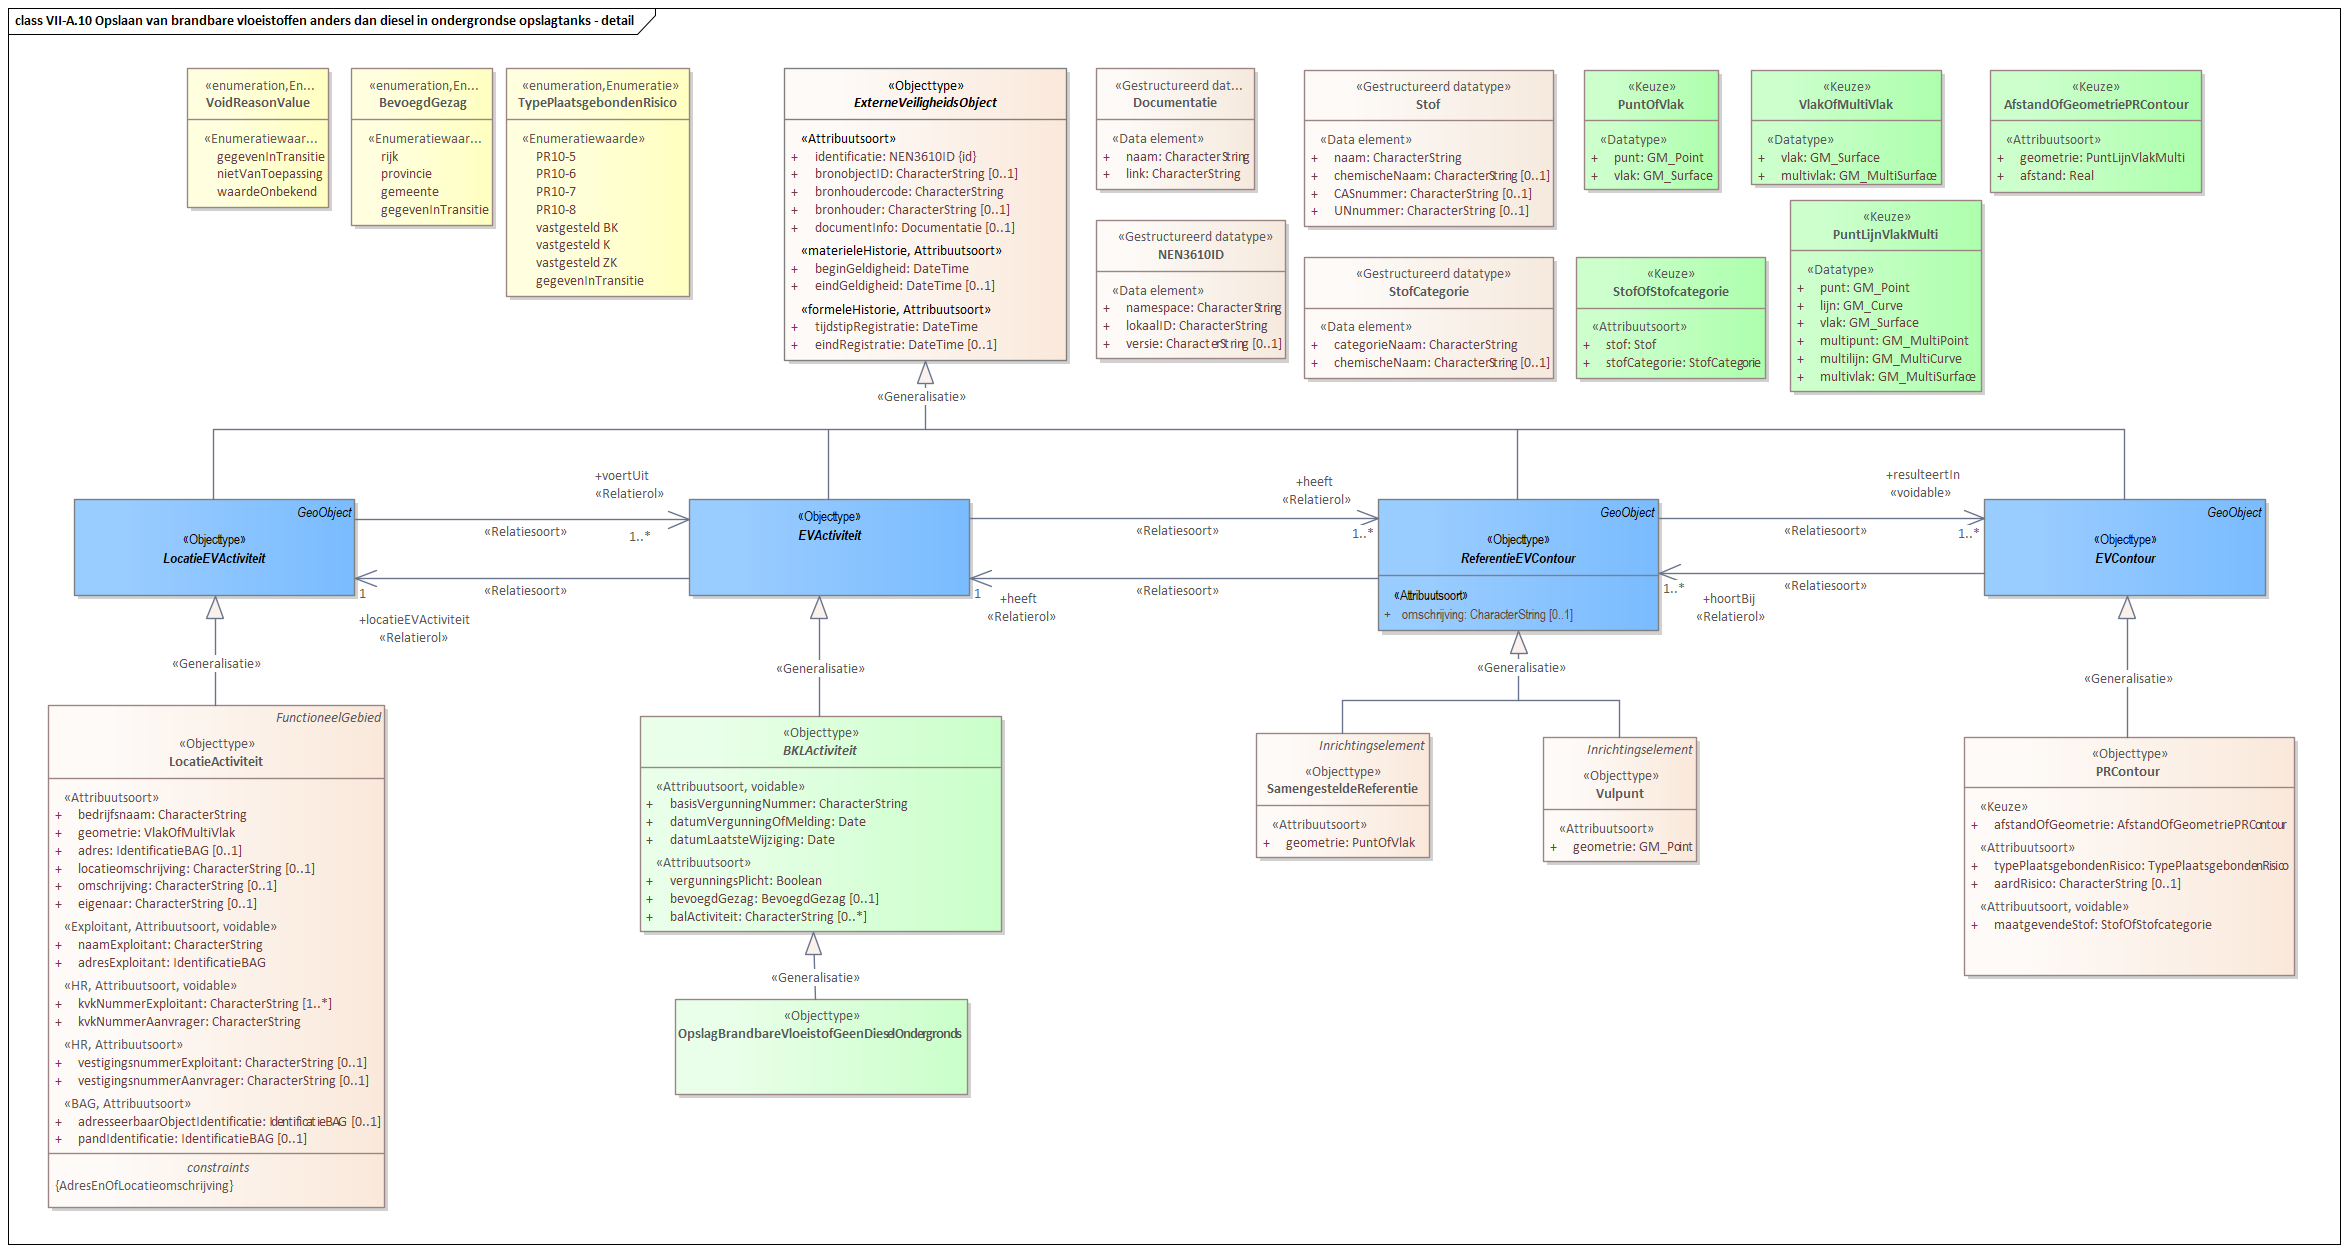 class VII-A.10 Opslaan van brandbare vloeistoffen anders dan diesel in ondergrondse opslagtanks - detail
«enumeration,En...
VoidReasonValue
«Enumeratiewaar...
gegevenInTransitie
nietVanToepassing
waardeOnbekend
«enumeration,En...
BevoegdGezag
«Enumeratiewaar...
rijk
provincie
gemeente
gegevenInTransitie
«enumeration,Enumeratie»
TypePlaatsgebondenRisico
«Enumeratiewaarde»
PR10-5
PR10-6
PR10-7
PR10-8
vastgesteld BK
vastgesteld K
vastgesteld ZK
gegevenInTransitie
«Objecttype»
ExterneVeiligheidsObject
«Attribuutsoort»
+ identificatie: NEN3610ID {id}
+ bronobjectID: CharacterString [0..1]
+ bronhoudercode: CharacterString
+ bronhouder: CharacterString [0..1]
+ documentInfo: Documentatie [0..1]
«materieleHistorie, Attribuutsoort»
+ beginGeldigheid: DateTime
+ eindGeldigheid: DateTime [0..1]
«formeleHistorie, Attribuutsoort»
+ tijdstipRegistratie: DateTime
+ eindRegistratie: DateTime [0..1]
«Gestructureerd dat...
Documentatie
«Data element»
+ naam: CharacterString
+ link: CharacterString
«Gestructureerd datatype»
NEN3610ID
«Data element»
+ namespace: CharacterString
+ lokaalID: CharacterString
+ versie: CharacterString [0..1]
«Gestructureerd datatype»
Stof
«Data element»
+ naam: CharacterString
+ chemischeNaam: CharacterString [0..1]
+ CASnummer: CharacterString [0..1]
+ UNnummer: CharacterString [0..1]
«Gestructureerd datatype»
StofCategorie
«Data element»
+ categorieNaam: CharacterString
+ chemischeNaam: CharacterString [0..1]
«Keuze»
PuntOfVlak
«Datatype»
+ punt: GM_Point
+ vlak: GM_Surface
«Keuze»
VlakOfMultiVlak
«Datatype»
+ vlak: GM_Surface
+ multivlak: GM_MultiSurface
«Keuze»
AfstandOfGeometriePRContour
«Attribuutsoort»
+ geometrie: PuntLijnVlakMulti
+ afstand: Real
«Keuze»
StofOfStofcategorie
«Attribuutsoort»
+ stof: Stof
+ stofCategorie: StofCategorie
«Keuze»
PuntLijnVlakMulti
«Datatype»
+ punt: GM_Point
+ lijn: GM_Curve
+ vlak: GM_Surface
+ multipunt: GM_MultiPoint
+ multilijn: GM_MultiCurve
+ multivlak: GM_MultiSurface
«Generalisatie»
GeoObject
«Objecttype»
LocatieEVActiviteit
+voertUit
«Relatierol»
«Relatiesoort»
1..*
«Relatiesoort»
1
+locatieEVActiviteit
«Relatierol»
«Objecttype»
EVActiviteit
+heeft
«Relatierol»
«Relatiesoort»
1..*
«Relatiesoort»
1
+heeft
«Relatierol»
GeoObject
«Objecttype»
ReferentieEVContour
«Attribuutsoort»
+ omschrijving: CharacterString [0..1]
+resulteertIn
«voidable»
«Relatiesoort»
1..*
«Relatiesoort»
1..*
+hoortBij
«Relatierol»
GeoObject
«Objecttype»
EVContour
«Generalisatie»
«Generalisatie»
«Generalisatie»
«Generalisatie»
FunctioneelGebied
«Objecttype»
LocatieActiviteit
«Attribuutsoort»
+ bedrijfsnaam: CharacterString
+ geometrie: VlakOfMultiVlak
+ adres: IdentificatieBAG [0..1]
+ locatieomschrijving: CharacterString [0..1]
+ omschrijving: CharacterString [0..1]
+ eigenaar: CharacterString [0..1]
«Exploitant, Attribuutsoort, voidable»
+ naamExploitant: CharacterString
+ adresExploitant: IdentificatieBAG
«HR, Attribuutsoort, voidable»
+ kvkNummerExploitant: CharacterString [1..*]
+ kvkNummerAanvrager: CharacterString
«HR, Attribuutsoort»
+ vestigingsnummerExploitant: CharacterString [0..1]
+ vestigingsnummerAanvrager: CharacterString [0..1]
«BAG, Attribuutsoort»
+ adresseerbaarObjectIdentificatie: IdentificatieBAG [0..1]
+ pandIdentificatie: IdentificatieBAG [0..1]
constraints
{AdresEnOfLocatieomschrijving}
«Objecttype»
BKLActiviteit
«Attribuutsoort, voidable»
+ basisVergunningNummer: CharacterString
+ datumVergunningOfMelding: Date
+ datumLaatsteWijziging: Date
«Attribuutsoort»
+ vergunningsPlicht: Boolean
+ bevoegdGezag: BevoegdGezag [0..1]
+ balActiviteit: CharacterString [0..*]
«Generalisatie»
«Objecttype»
OpslagBrandbareVloeistofGeenDieselOndergronds
Inrichtingselement
«Objecttype»
SamengesteldeReferentie
«Attribuutsoort»
+ geometrie: PuntOfVlak
Inrichtingselement
«Objecttype»
Vulpunt
«Attribuutsoort»
+ geometrie: GM_Point
«Objecttype»
PRContour
«Keuze»
+ afstandOfGeometrie: AfstandOfGeometriePRContour
«Attribuutsoort»
+ typePlaatsgebondenRisico: TypePlaatsgebondenRisico
+ aardRisico: CharacterString [0..1]
«Attribuutsoort, voidable»
+ maatgevendeStof: StofOfStofcategorie